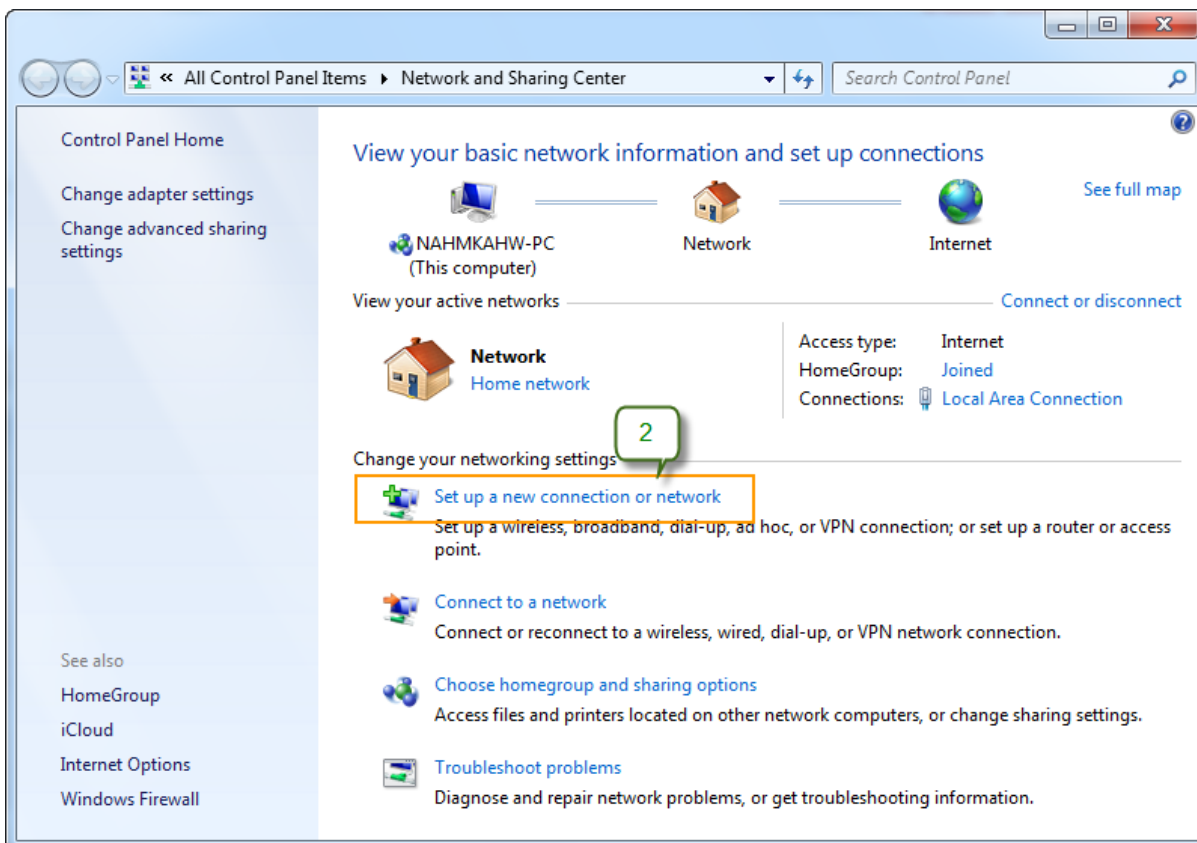 « All Control Panel Items ▸ Network and Sharing Center
Search Control Panel
Control Panel Home
Change adapter settings
Change advanced sharing
settings
See also
HomeGroup
iCloud
Internet Options
Windows Firewall
View your basic network information and set up connections
See full map
NAHMKAHW-PC
(This computer)
Network
Internet
View your active networks
Connect or disconnect
Network
Home network
Access type: Internet
HomeGroup: Joined
Connections: Local Area Connection
2
Change your networking settings
Set up a new connection or network
Set up a wireless, broadband, dial-up, ad hoc, or VPN connection; or set up a router or access
point.
Connect to a network
Connect or reconnect to a wireless, wired, dial-up, or VPN network connection.
Choose homegroup and sharing options
Access files and printers located on other network computers, or change sharing settings.
Troubleshoot problems
Diagnose and repair network problems, or get troubleshooting information.